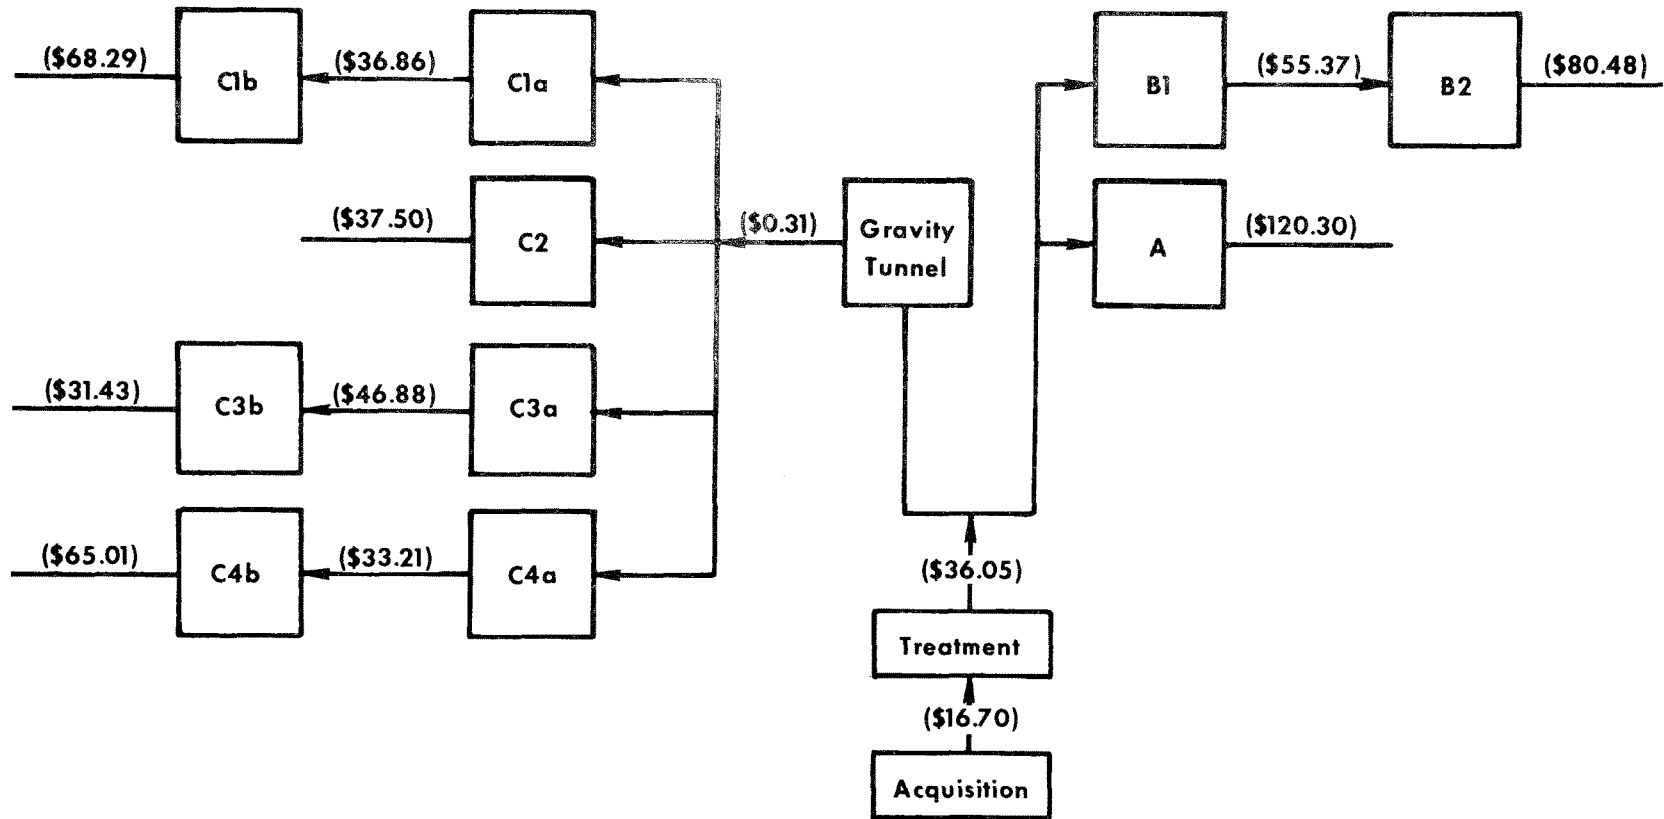 ($68.29)
C1b
($36.86)
C1a
B1
($55.37)
B2
($80.48)
($37.50)
C2
($0.31)
Gravity
Tunnel
A
($120.30)
($31.43)
C3b
($46.88)
C3a
($65.01)
C4b
($33.21)
C4a
($36.05)
Treatment
($16.70)
Acquisition